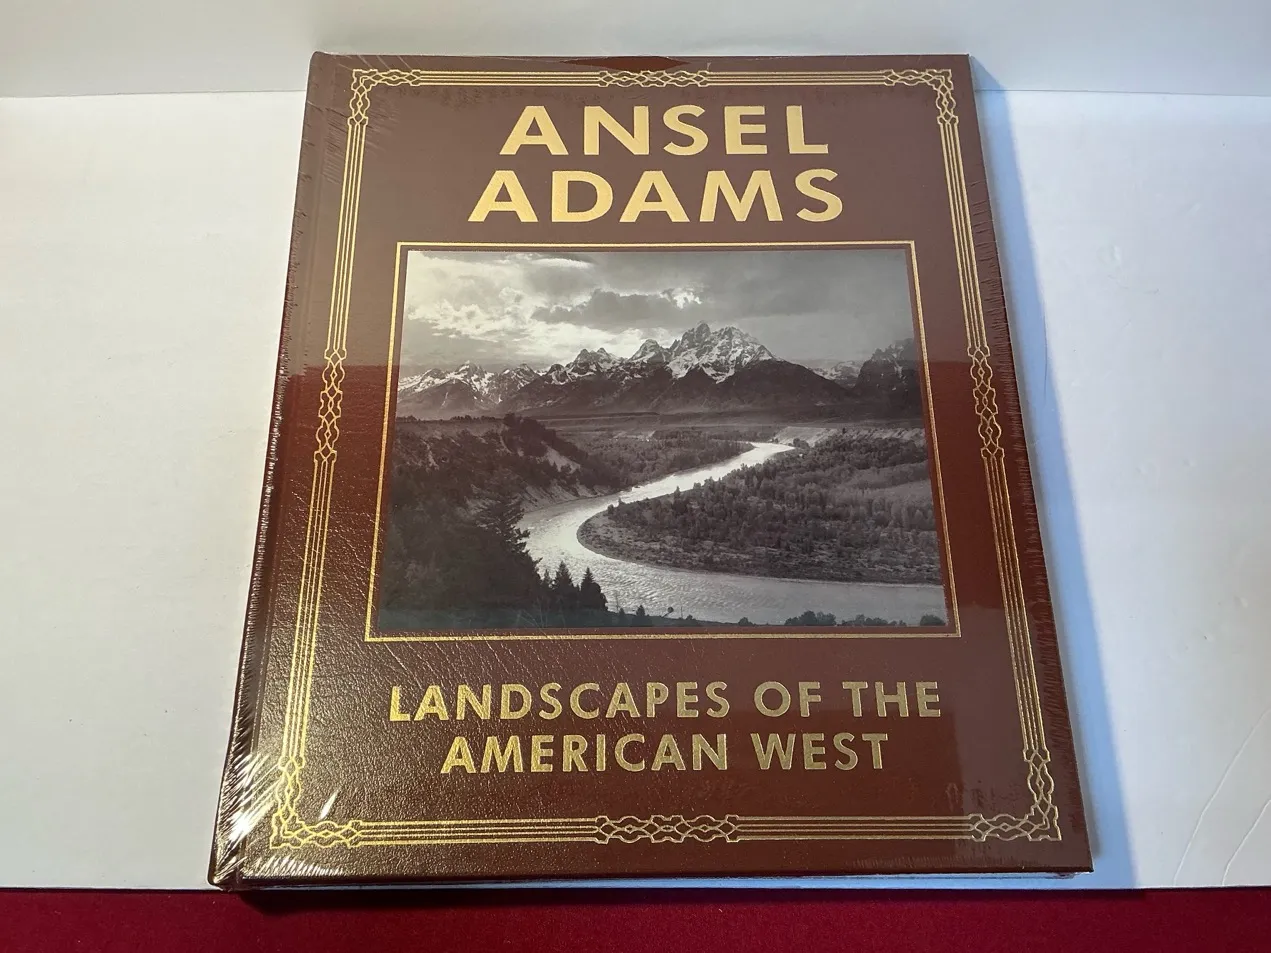 ANSEL
ADAMS
LANDSCAPES OF THE
AMERICAN WEST